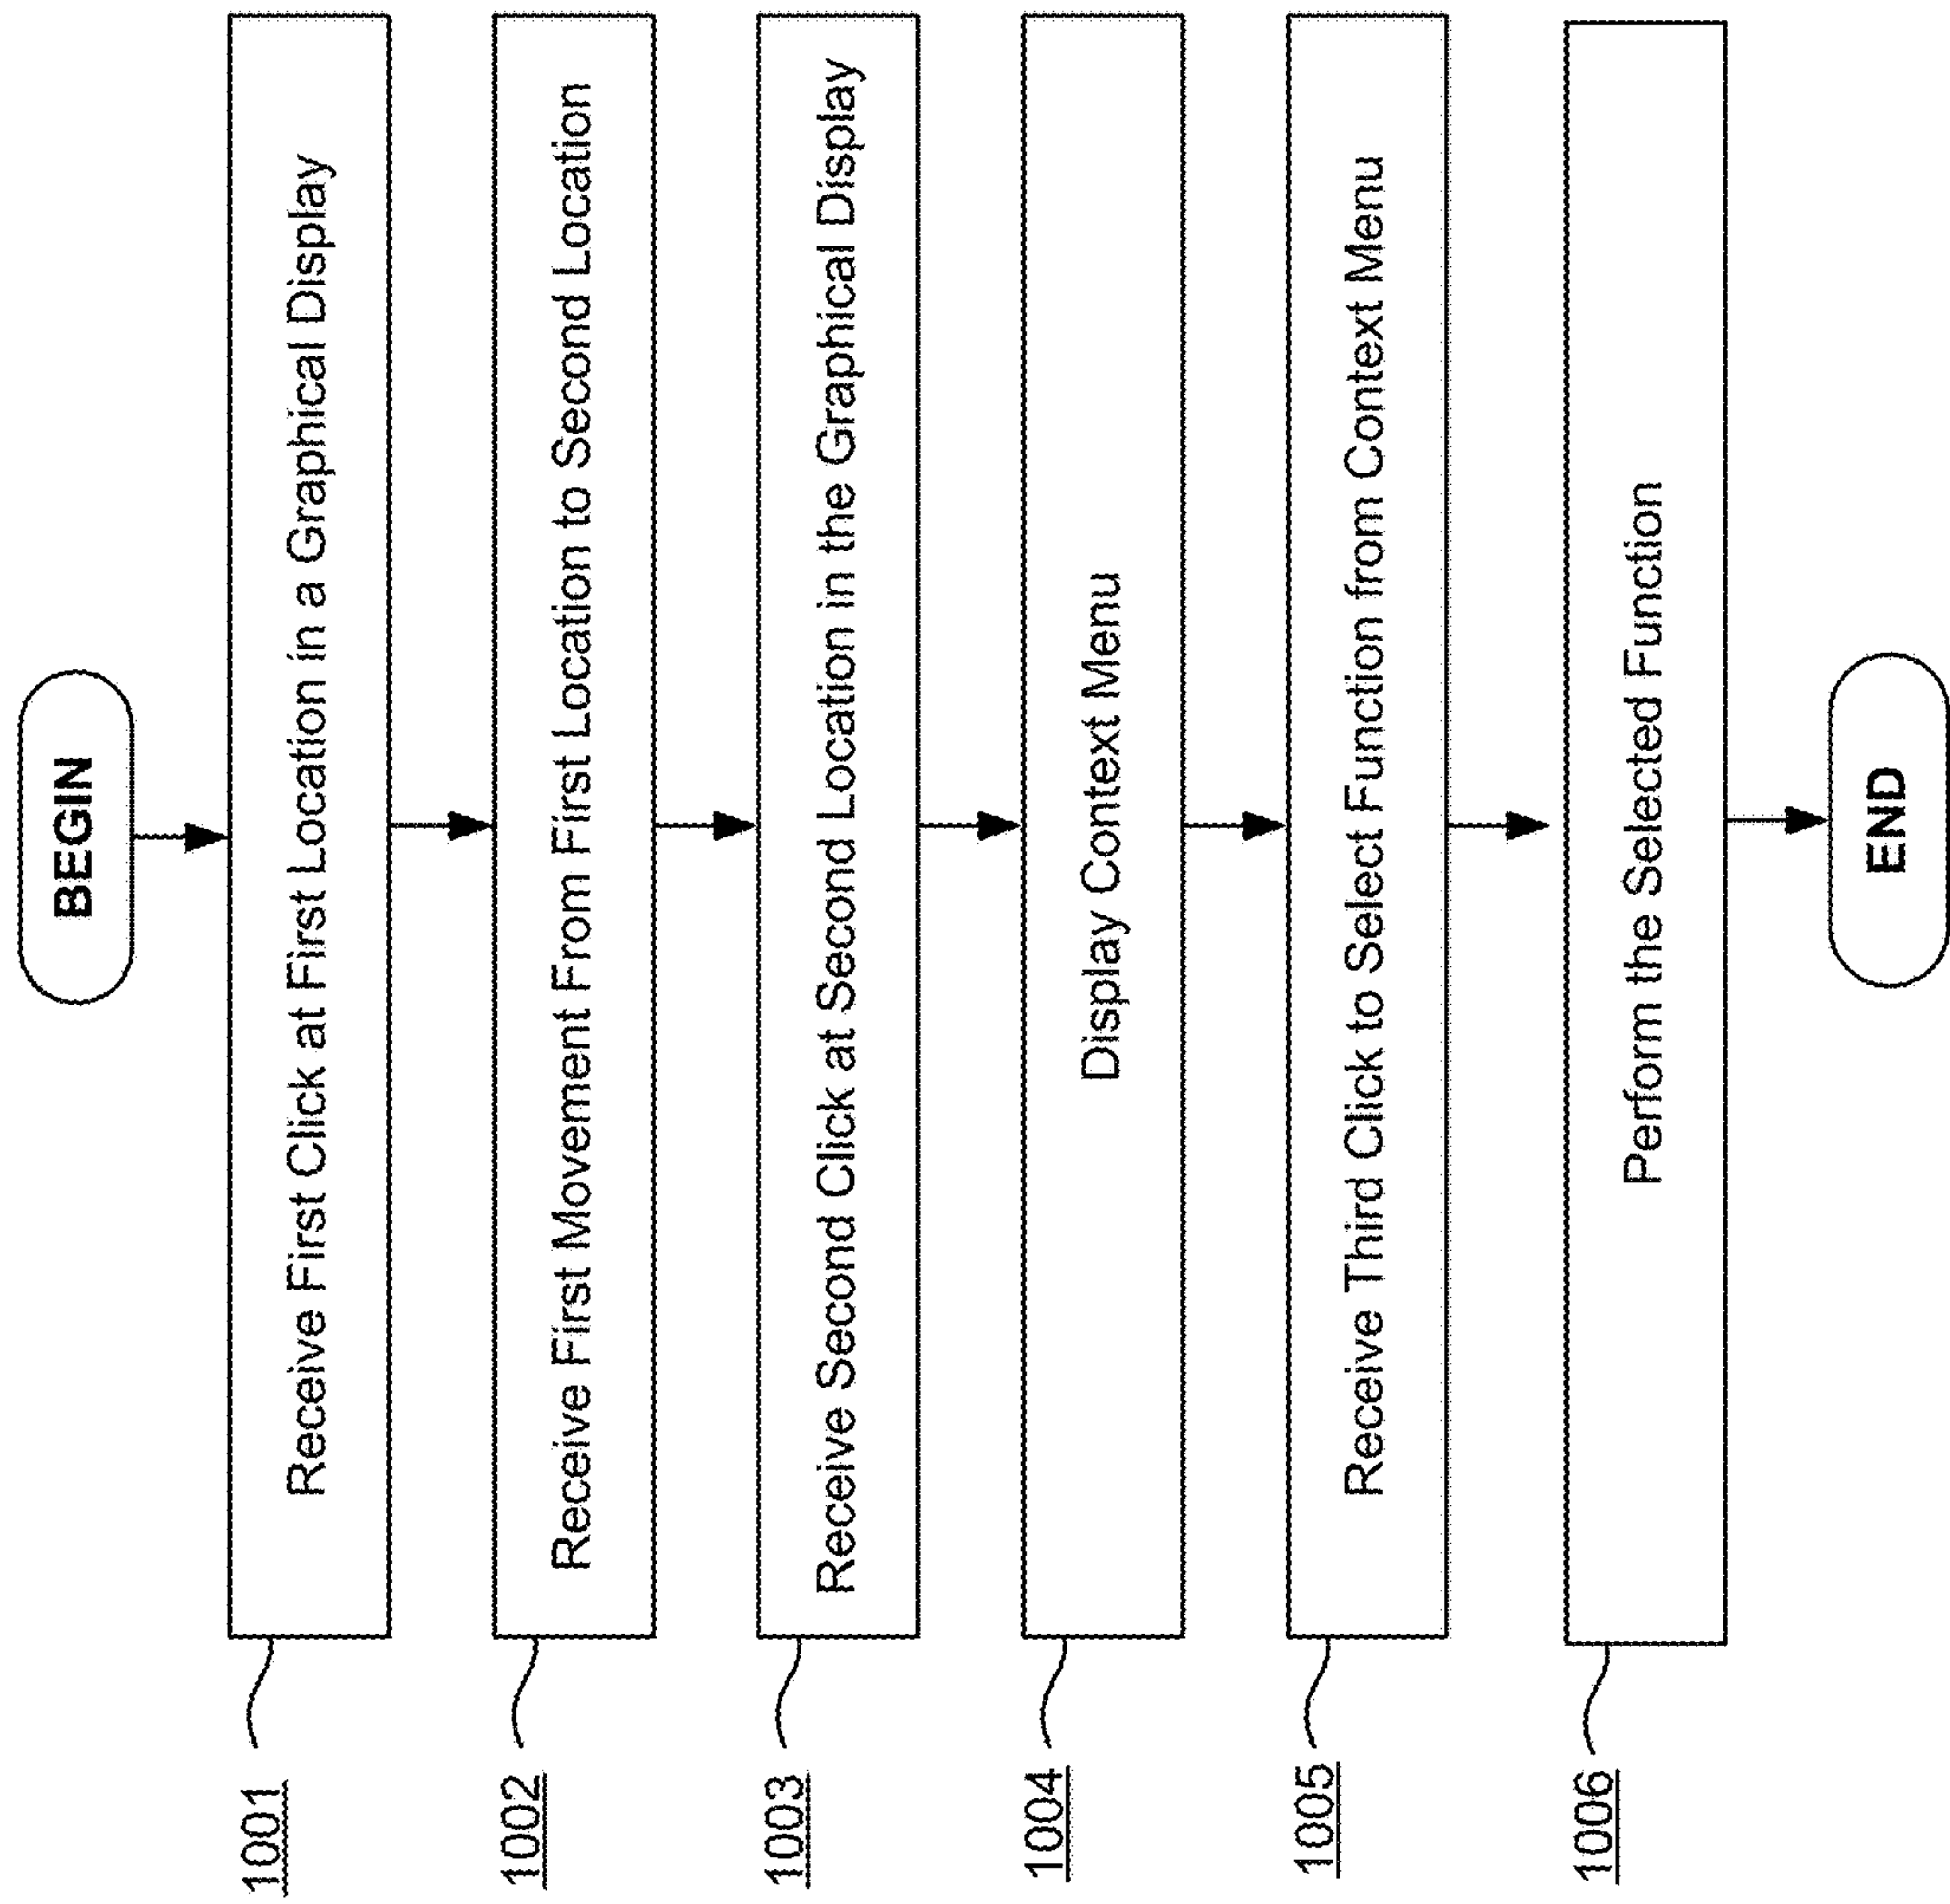 BEGIN
1001
Receive First Click at First Location in a Graphical Display
1002
Receive First Movement From First Location to Second Location
1003
Receive Second Click at Second Location in the Graphical Display
1004
Display Context Menu
1005
Receive Third Click to Select Function from Context Menu
1006
Perform the Selected Function
END